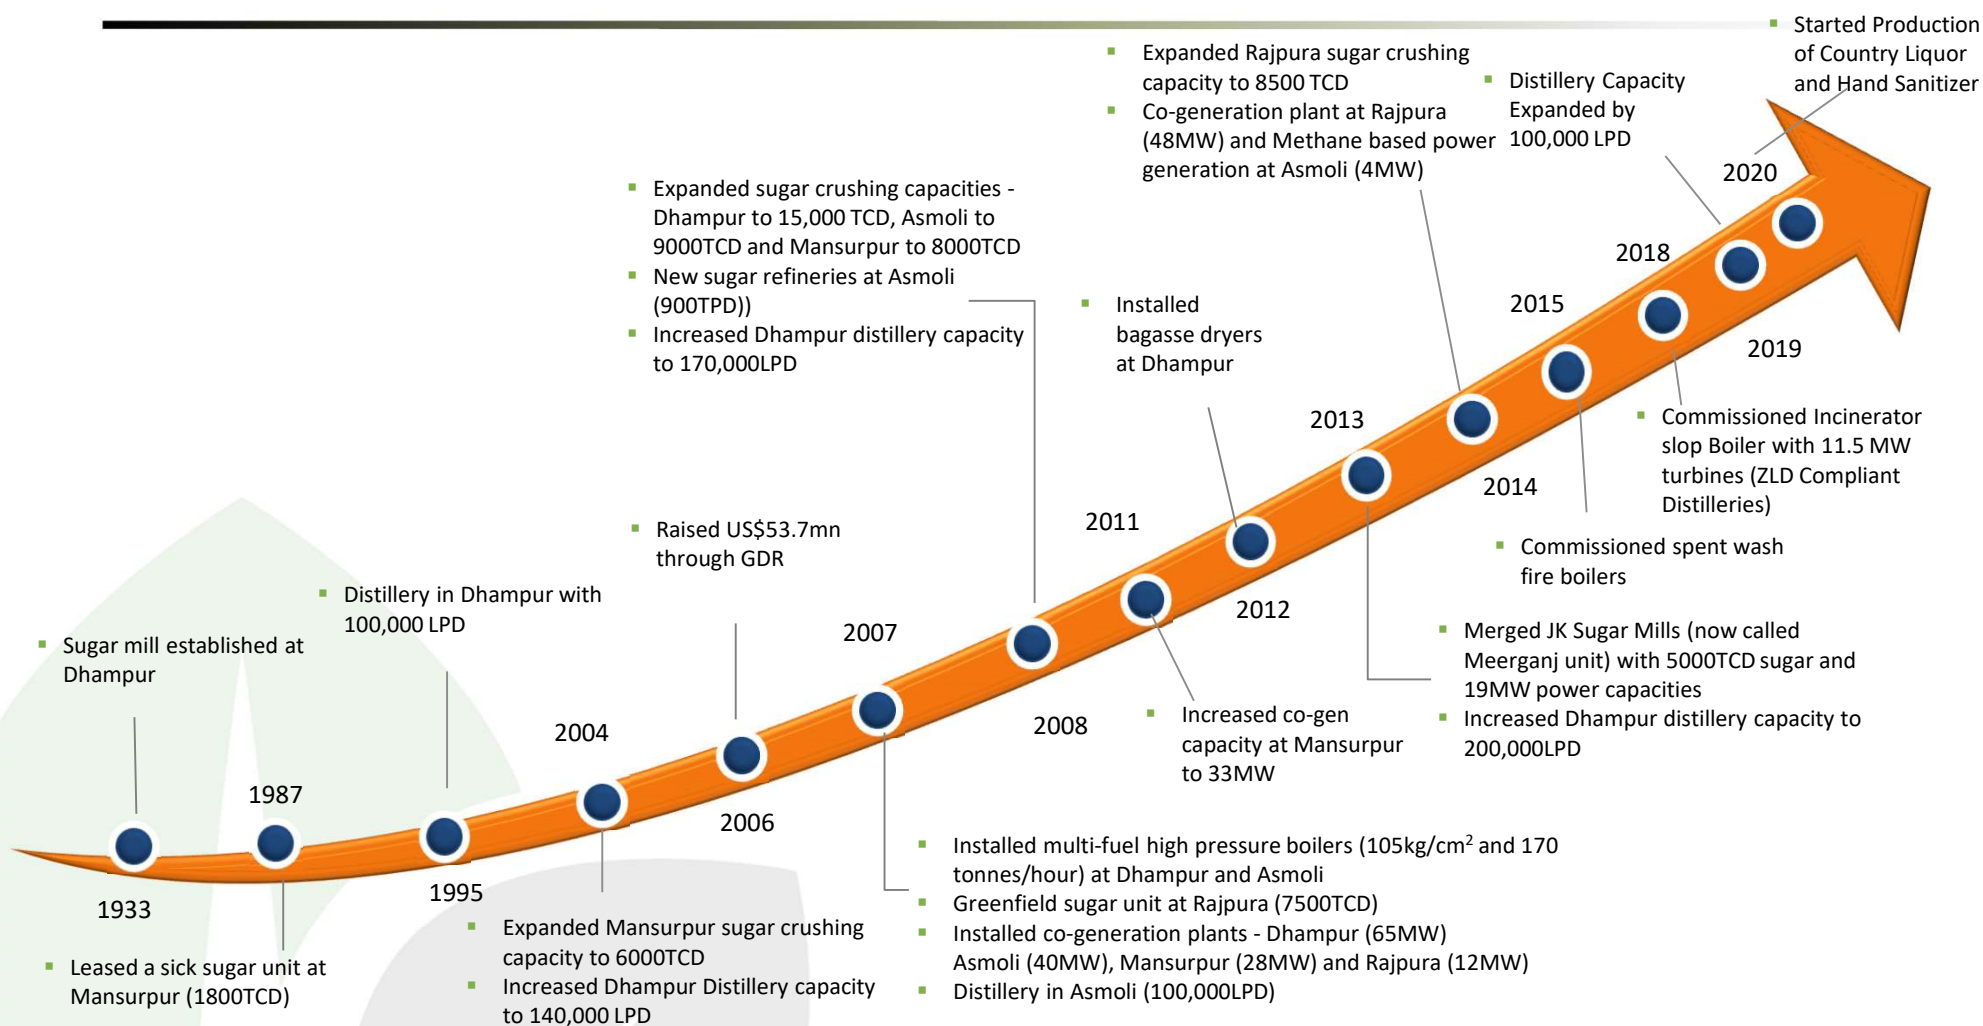 Started Production
of Country Liquor
and Hand Sanitizer
Expanded Rajpura sugar crushing
capacity to 8500 TCD
Co-generation plant at Rajpura
(48MW) and Methane based power
generation at Asmoli (4MW)
Distillery Capacity
Expanded by
100,000 LPD
2020
Expanded sugar crushing capacities -
Dhampur to 15,000 TCD, Asmoli to
9000TCD and Mansurpur to 8000TCD
New sugar refineries at Asmoli
(900TPD))
Increased Dhampur distillery capacity
to 170,000LPD
Installed
bagasse dryers
at Dhampur
2018
2015
2019
2013
Commissioned Incinerator
slop Boiler with 11.5 MW
turbines (ZLD Compliant
Distilleries)
2014
Raised US$53.7mn
through GDR
2011
Commissioned spent wash
fire boilers
Distillery in Dhampur with
100,000 LPD
2012
Sugar mill established at
Dhampur
2007
Merged JK Sugar Mills (now called
Meerganj unit) with 5000TCD sugar and
19MW power capacities
Increased Dhampur distillery capacity to
200,000LPD
2004
2008
Increased co-gen
capacity at Mansurpur
to 33MW
1987
2006
1933
1995
Installed multi-fuel high pressure boilers (105kg/cm² and 170
tonnes/hour) at Dhampur and Asmoli
Greenfield sugar unit at Rajpura (7500TCD)
Installed co-generation plants - Dhampur (65MW)
Asmoli (40MW), Mansurpur (28MW) and Rajpura (12MW)
Distillery in Asmoli (100,000LPD)
Leased a sick sugar unit at
Mansurpur (1800TCD)
Expanded Mansurpur sugar crushing
capacity to 6000TCD
Increased Dhampur Distillery capacity
to 140,000 LPD